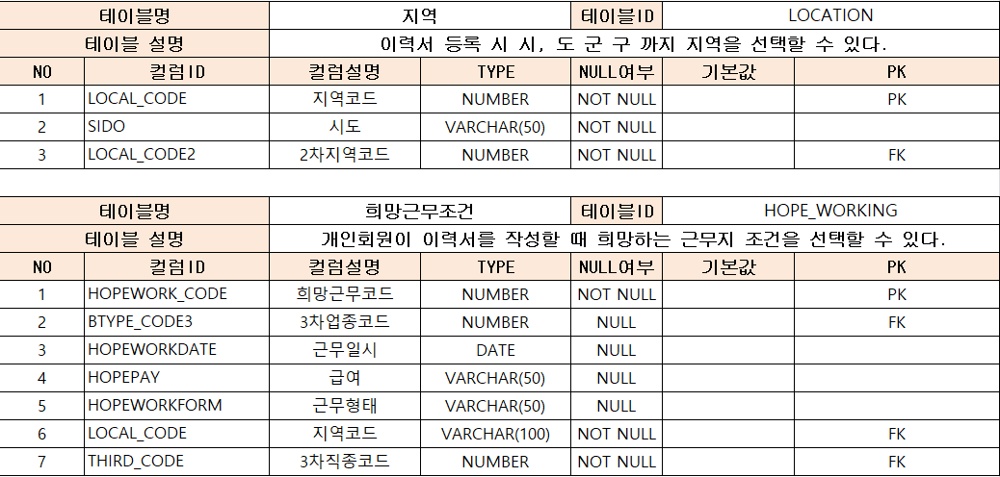 테이블명 지역 테이블ID LOCATION
테이블 설명 이력서 등록 시 시, 도 군 구 까지 지역을 선택할 수 있다.
NO 컬럼ID 컬럼설명 TYPE NULL여부 기본값 PK
1 LOCAL_CODE 지역코드 NUMBER NOT NULL PK
2 SIDO 시도 VARCHAR(50) NOT NULL
3 LOCAL_CODE2 2차지역코드 NUMBER NOT NULL FK
테이블명 희망근무조건 테이블ID HOPE_WORKING
테이블 설명 개인회원이 이력서를 작성할 때 희망하는 근무지 조건을 선택할 수 있다.
NO 컬럼ID 컬럼설명 TYPE NULL여부 기본값 PK
1 HOPEWORK_CODE 희망근무코드 NUMBER NOT NULL PK
2 BTYPE_CODE3 3차업종코드 NUMBER NULL FK
3 HOPEWORKDATE 근무일시 DATE NULL
4 HOPEPAY 급여 VARCHAR(50) NULL
5 HOPEWORKFORM 근무형태 VARCHAR(50) NULL
6 LOCAL_CODE 지역코드 VARCHAR(100) NOT NULL FK
7 THIRD_CODE 3차직종코드 NUMBER NOT NULL FK